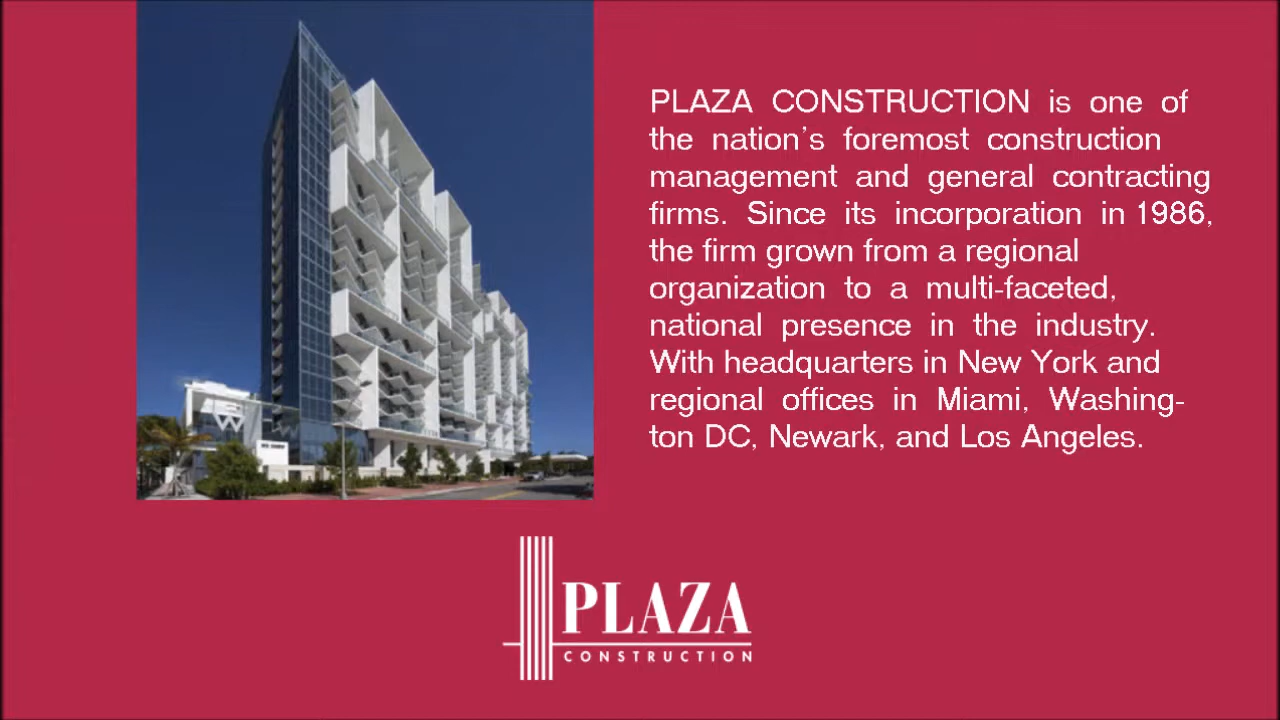 PLAZA CONSTRUCTION is one of
the nation's foremost construction
management and general contracting
firms. Since its incorporation in 1986,
the firm grown from a regional
organization to a multi-faceted,
national presence in the industry.
With headquarters in New York and
regional offices in Miami, Washing-
ton DC, Newark, and Los Angeles.
W
PLAZA
CONSTRUCTION